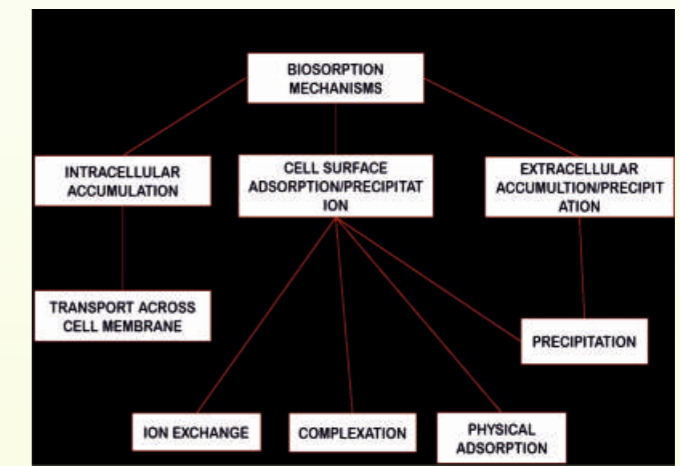 BIOSORPTION
MECHANISMS
INTRACELLULAR
ACCUMULATION
CELL SURFACE
ADSORPTION/PRECIPITAT
ION
EXTRACELLULAR
ACCUMULTION/PRECIPIT
ATION
TRANSPORT ACROSS
CELL MEMBRANE
PRECIPITATION
ION EXCHANGE
COMPLEXATION
PHYSICAL
ADSORPTION